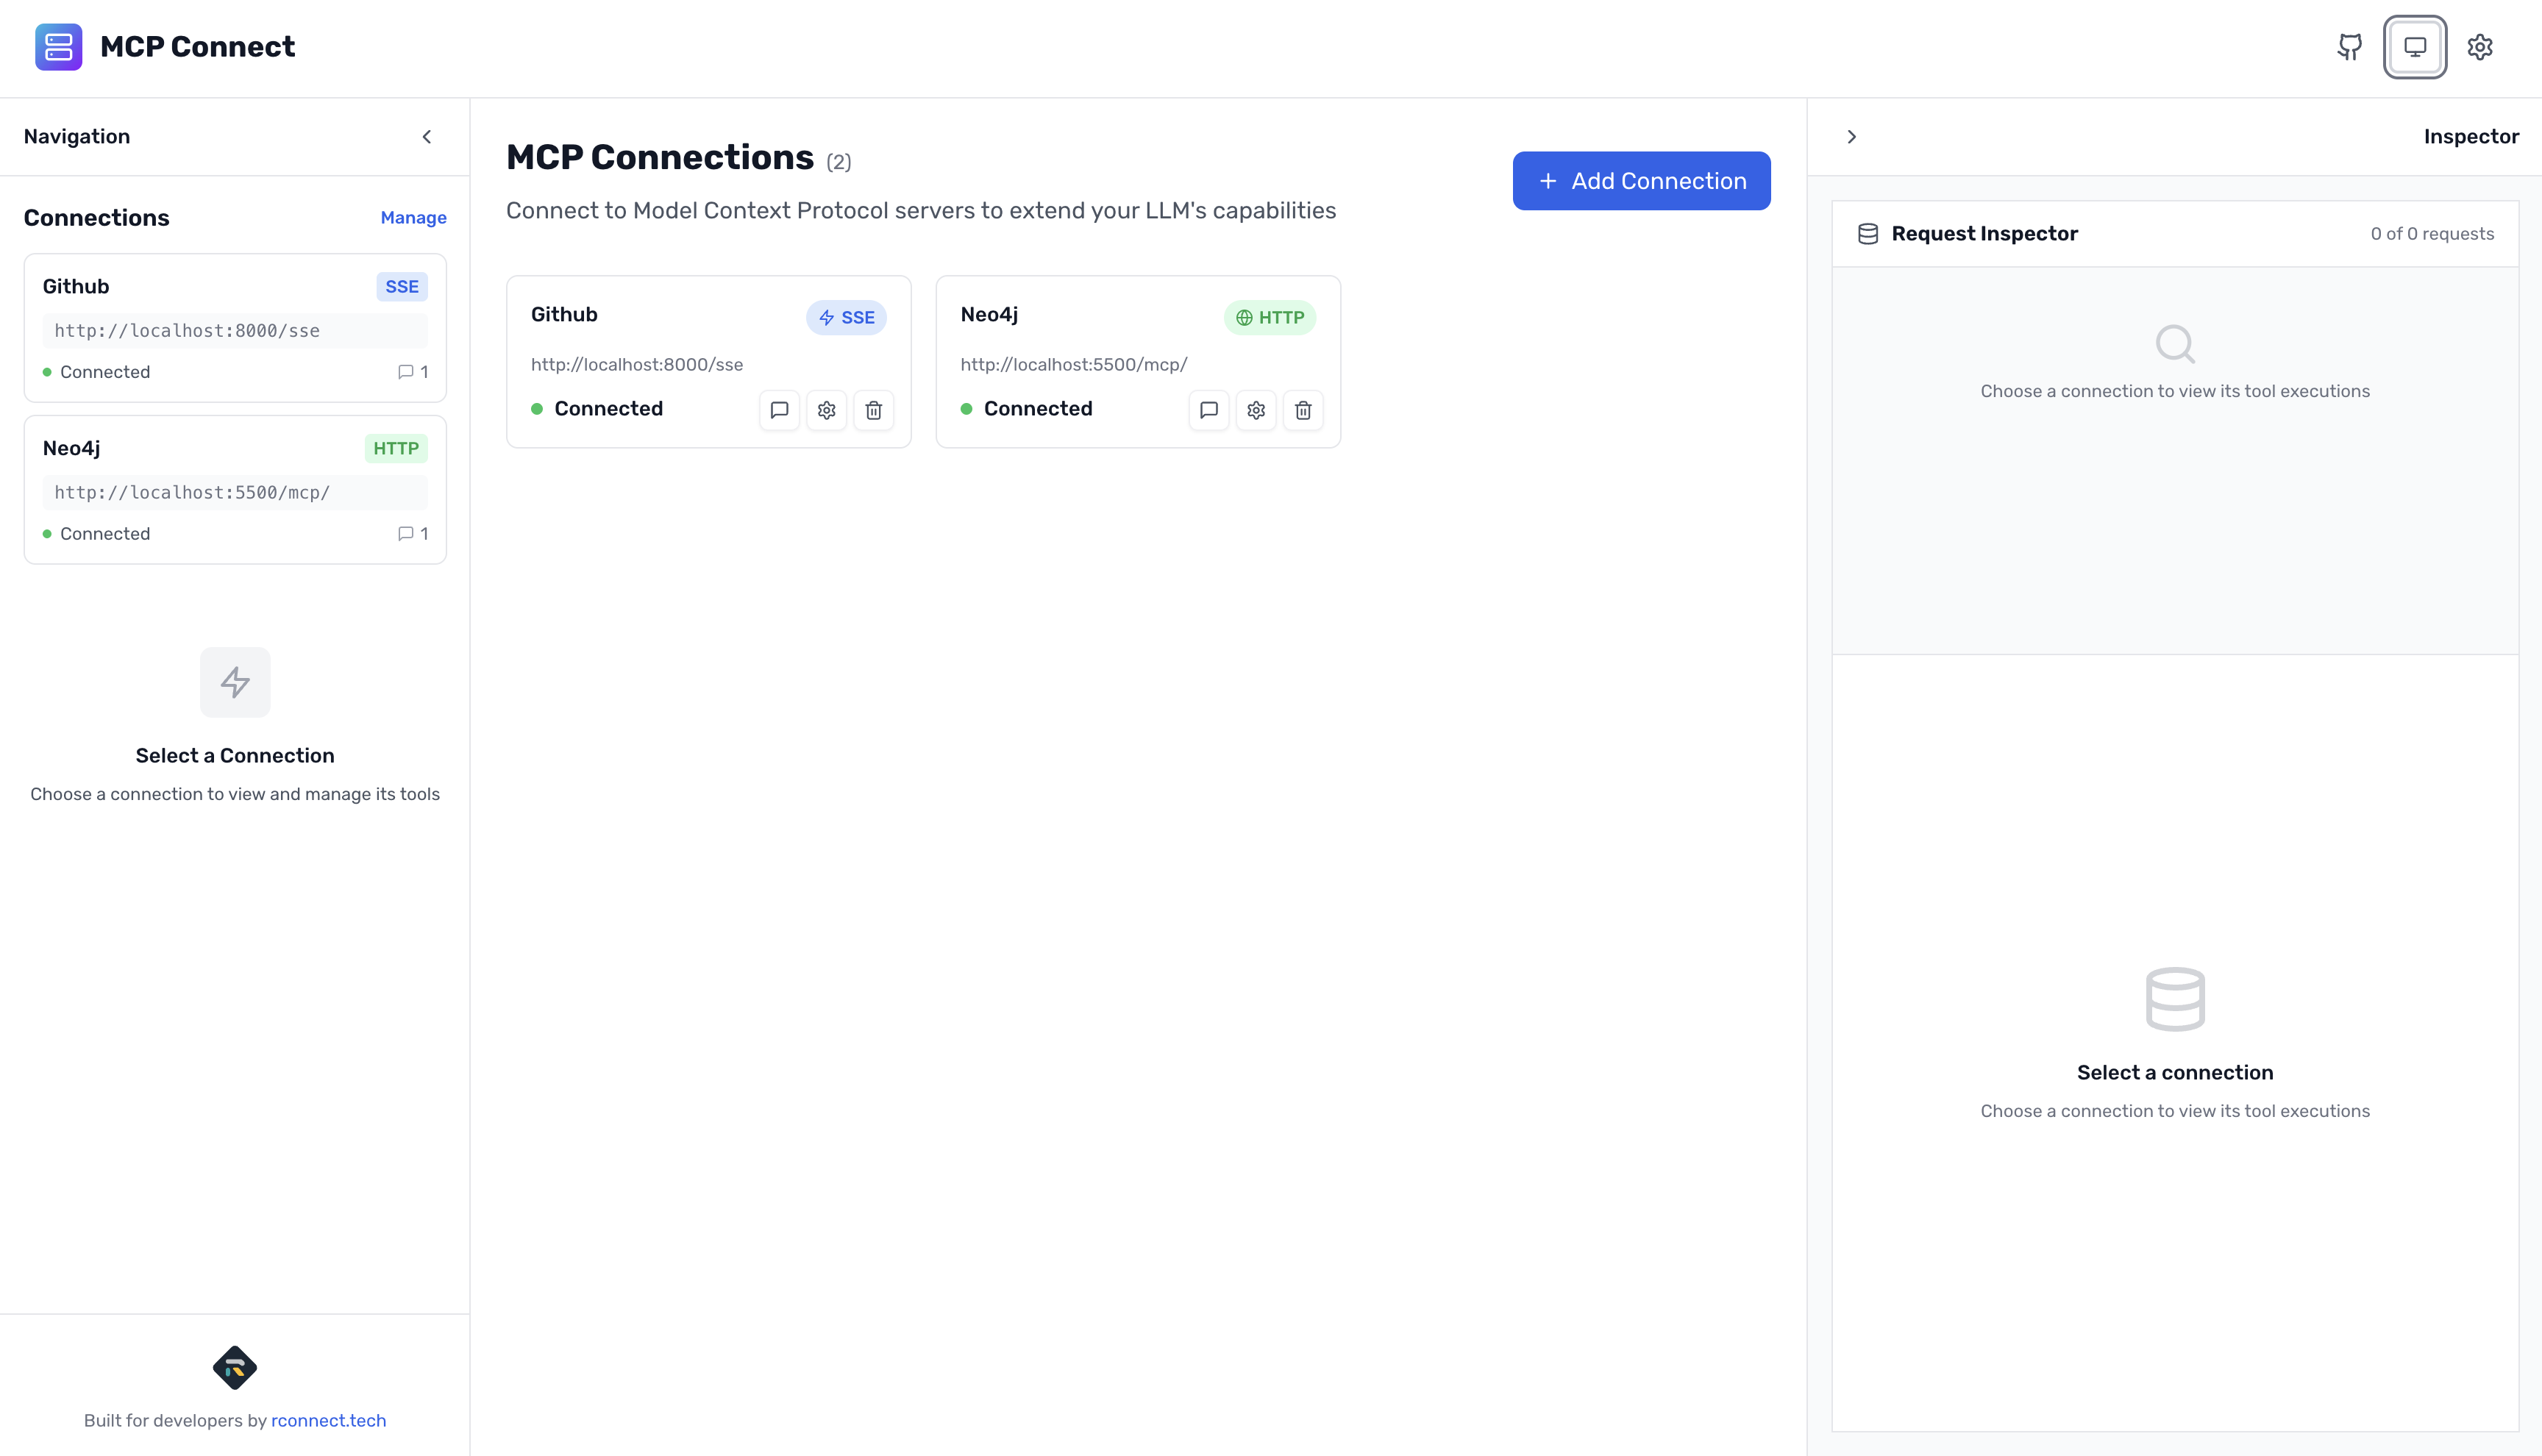 MCP Connect
Navigation
Connections
Manage
Github
SSE
http://localhost:8000/sse
Connected
1
Neo4j
HTTP
http://localhost:5500/mcp/
Connected
1
Select a Connection
Choose a connection to view and manage its tools
Built for developers by rconnect.tech
MCP Connections (2)
Connect to Model Context Protocol servers to extend your LLM's capabilities
Add Connection
Github
SSE
http://localhost:8000/sse
Connected
Neo4j
HTTP
http://localhost:5500/mcp/
Connected
Inspector
Request Inspector
0 of 0 requests
Choose a connection to view its tool executions
Select a connection
Choose a connection to view its tool executions